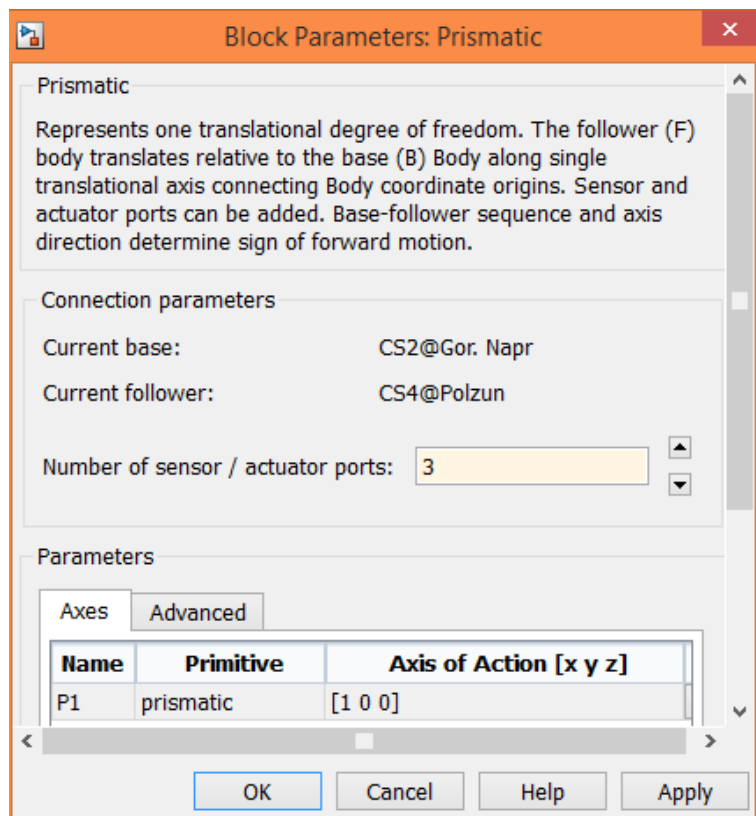 Block Parameters: Prismatic
Prismatic
Represents one translational degree of freedom. The follower (F)
body translates relative to the base (B) Body along single
translational axis connecting Body coordinate origins. Sensor and
actuator ports can be added. Base-follower sequence and axis
direction determine sign of forward motion.
Connection parameters
Current base: CS2@Gor. Napr
Current follower: CS4@Polzun
Number of sensor / actuator ports: 3
Parameters
Axes Advanced
Name Primitive Axis of Action [x y z]
P1 prismatic [1 0 0]
OK Cancel Help Apply